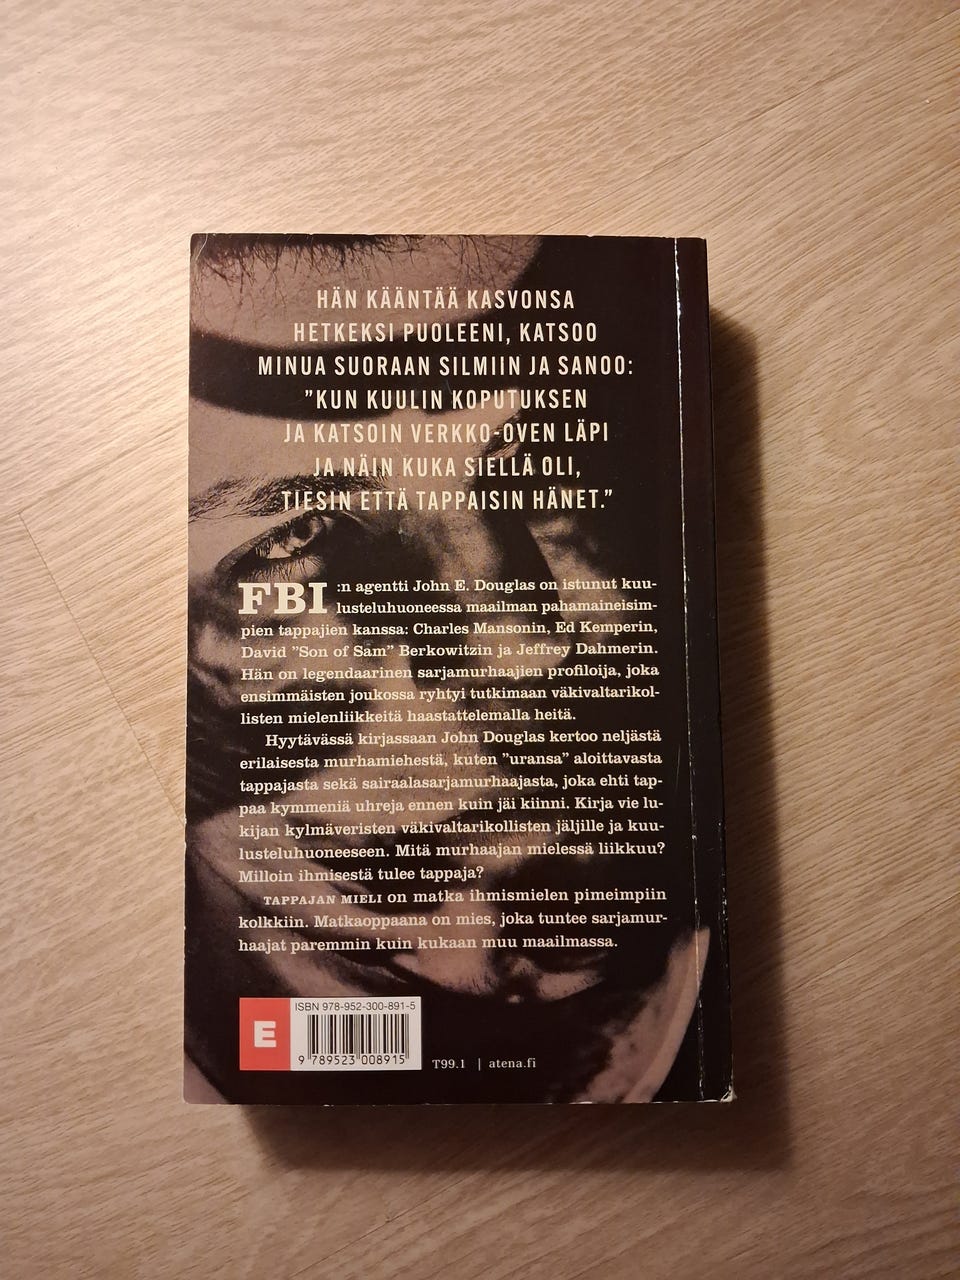 HÄN KÄÄNTÄÄ KASVONSA
HETKEKSI PUOLEENI, KATSOO
MINUA SUORAAN SILMIIN JA SANOO:
”KUN KUULIN KOPUTUKSEN
JA KATSOIN VERKKO-OVEN LÄPI
JA NÄIN KUKA SIELLÄ OLI,
TIESIN ETTÄ TAPPAISIN HÄNET.”
FBI:n agentti John E. Douglas on istunut kuu-
lusteluhuoneessa maailman pahamaineisim-
pien tappajien kanssa: Charles Mansonin, Ed Kemperin,
David ”Son of Sam” Berkowitzin ja Jeffrey Dahmerin.
Hän on legendaarinen sarjamurhaajien profiloija, joka
ensimmäisten joukossa ryhtyi tutkimaan väkivaltarikol-
listen mielenliikkeitä haastattelemalla heitä.
Hyytävässä kirjassaan John Douglas kertoo neljästä
erilaisesta murhamiehestä, kuten ”uransa” aloittavasta
tappajasta sekä sairaalasarjamurhaajasta, joka ehti tap-
paa kymmeniä uhreja ennen kuin jäi kiinni. Kirja vie lu-
kijan kylmäveristen väkivaltarikollisten jäljille ja kuu-
lusteluhuoneeseen. Mitä murhaajan mielessä liikkuu?
Milloin ihmisestä tulee tappaja?
TAPPAJAN MIELI on matka ihmismielen pimeimpiin
kolkkiin. Matkaoppaana on mies, joka tuntee sarjamur-
haajat paremmin kuin kukaan muu maailmassa.
E
ISBN 978-952-300-891-5
9 789523 008915
T99.1 | atena.fi